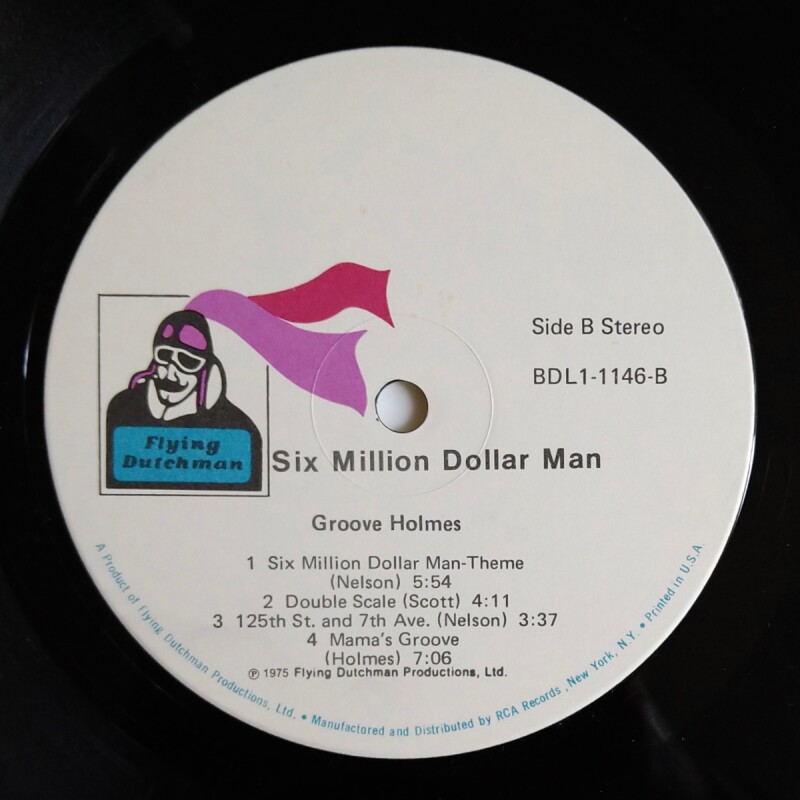 Side B Stereo
BDL1-1146-B
Flying
Dutchman
Six Million Dollar Man
Groove Holmes
1 Six Million Dollar Man-Theme
(Nelson) 5:54
2 Double Scale (Scott) 4:11
3 125th St. and 7th Ave. (Nelson) 3:37
4 Mama's Groove
(Holmes) 7:06
℗ 1975 Flying Dutchman Productions, Ltd.
A Product of Flying Dutchman Productions, Ltd. • Manufactored and Distributed by RCA Records, New York, N.Y. • Printed in U.S.A.